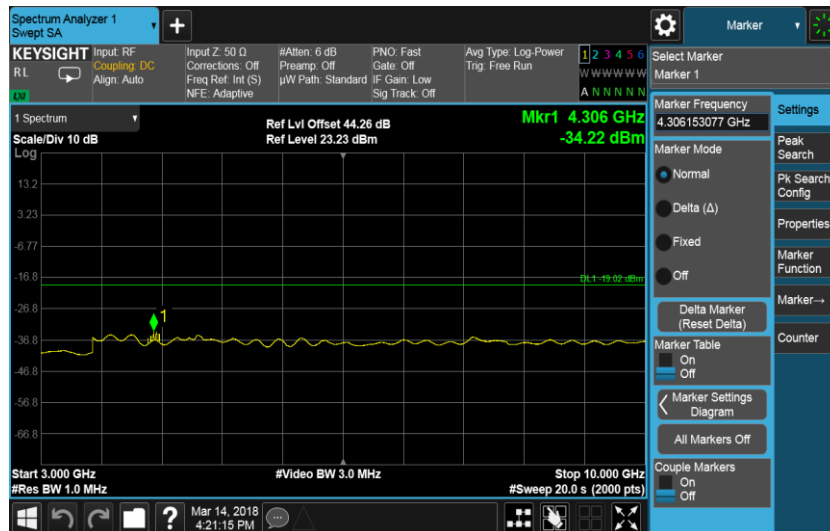 Spectrum Analyzer 1
Swept SA
+
Marker
KEYSIGHT
RL
LXI
Input: RF
Coupling: DC
Align: Auto
Input Z: 50 Ω
Corrections: Off
Freq Ref: Int (S)
NFE: Adaptive
#Atten: 6 dB
Preamp: Off
µW Path: Standard
PNO: Fast
Gate: Off
IF Gain: Low
Sig Track: Off
Avg Type: Log-Power
Trig: Free Run
1 2 3 4 5 6
W W W W W W
A N N N N N
Select Marker
Marker 1
1 Spectrum
Scale/Div 10 dB
Log
Ref Lvl Offset 44.26 dB
Ref Level 23.23 dBm
Mkr1 4.306 GHz
-34.22 dBm
13.2
3.23
-6.77
-16.8
-26.8
-36.8
-46.8
-56.8
-66.8
DL1 -19.02 dBm
1
Start 3.000 GHz
#Res BW 1.0 MHz
#Video BW 3.0 MHz
Stop 10.000 GHz
#Sweep 20.0 s (2000 pts)
Marker Frequency
4.306153077 GHz
Marker Mode
Normal
Delta (Δ)
Fixed
Off
Delta Marker
(Reset Delta)
Marker Table
On
Off
Marker Settings
Diagram
All Markers Off
Couple Markers
On
Off
Settings
Peak
Search
Pk Search
Config
Properties
Marker
Function
Marker→
Counter
?
Mar 14, 2018
4:21:15 PM